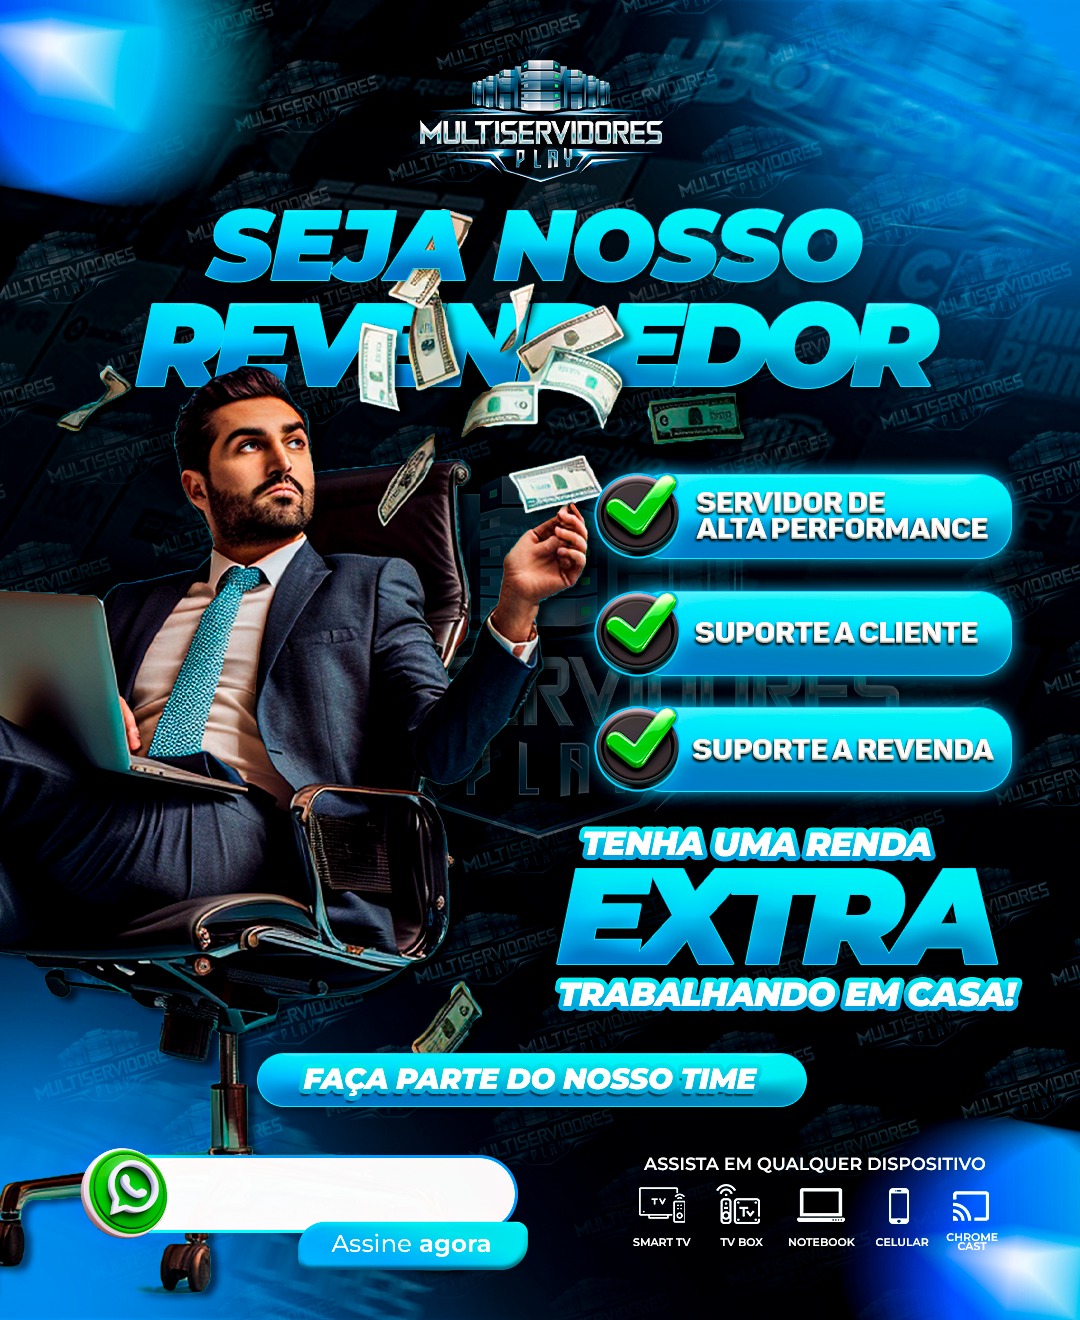 MULTISERVIDORES
PLAY
SEJA NOSSO
REVENDEDOR
SERVIDOR DE
ALTA PERFORMANCE
SUPORTE A CLIENTE
SUPORTE A REVENDA
TENHA UMA RENDA
EXTRA
TRABALHANDO EM CASA!
FAÇA PARTE DO NOSSO TIME
Assine agora
ASSISTA EM QUALQUER DISPOSITIVO
TV
TV
SMART TV
TV BOX
NOTEBOOK
CELULAR
CHROME
CAST